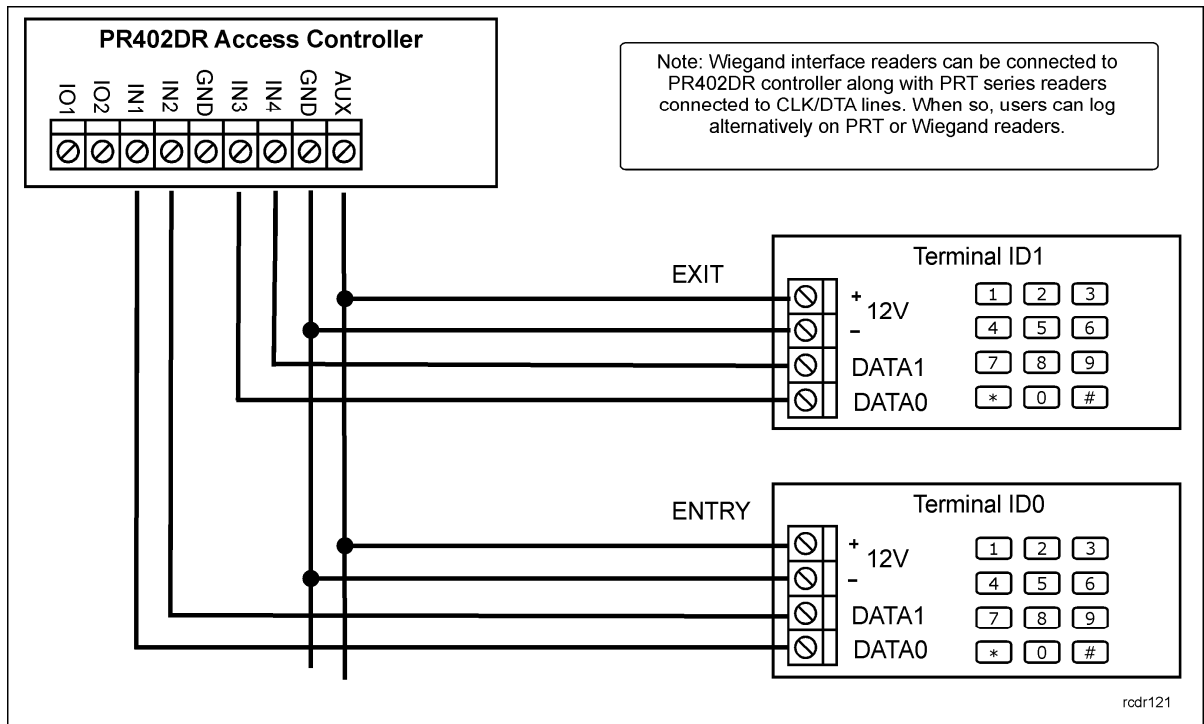 PR402DR Access Controller
IO1
IO2
IN1
IN2
GND
IN3
IN4
GND
AUX
Note: Wiegand interface readers can be connected to
PR402DR controller along with PRT series readers
connected to CLK/DTA lines. When so, users can log
alternatively on PRT or Wiegand readers.
EXIT
Terminal ID1
+
12V
-
DATA1
DATA0
1 2 3
4 5 6
7 8 9
* 0 #
ENTRY
Terminal ID0
+
12V
-
DATA1
DATA0
1 2 3
4 5 6
7 8 9
* 0 #
rcdr121